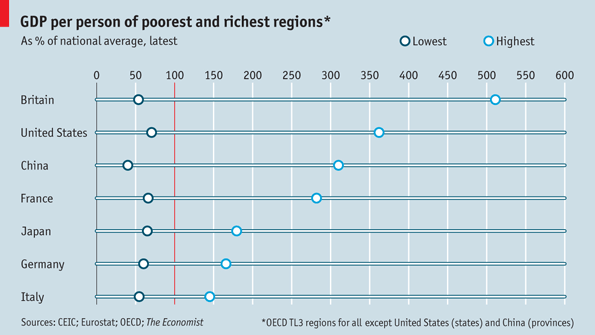 GDP per person of poorest and richest regions*
As % of national average, latest
Lowest Highest
0 50 100 150 200 250 300 350 400 450 500 550 600
Britain
United States
China
France
Japan
Germany
Italy
Sources: CEIC; Eurostat; OECD; The Economist
*OECD TL3 regions for all except United States (states) and China (provinces)